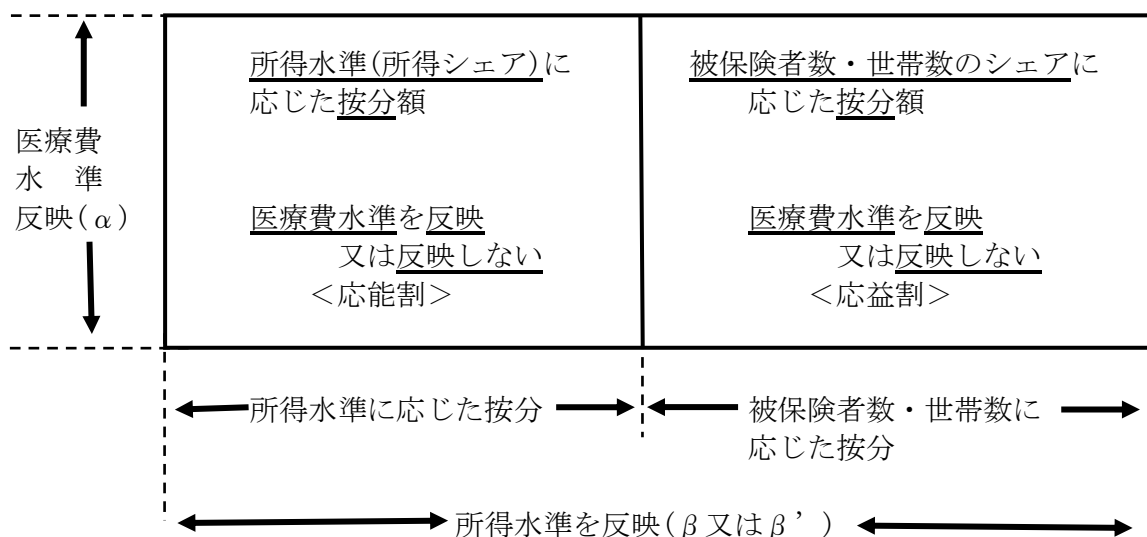 所得水準(所得シェア)に
応じた按分額
被保険者数・世帯数のシェアに
応じた按分額
医療費
水　準
反映(α)
医療費水準を反映
又は反映しない
＜応能割＞
医療費水準を反映
又は反映しない
＜応益割＞
所得水準に応じた按分
被保険者数・世帯数に
応じた按分
所得水準を反映(β又はβ’)